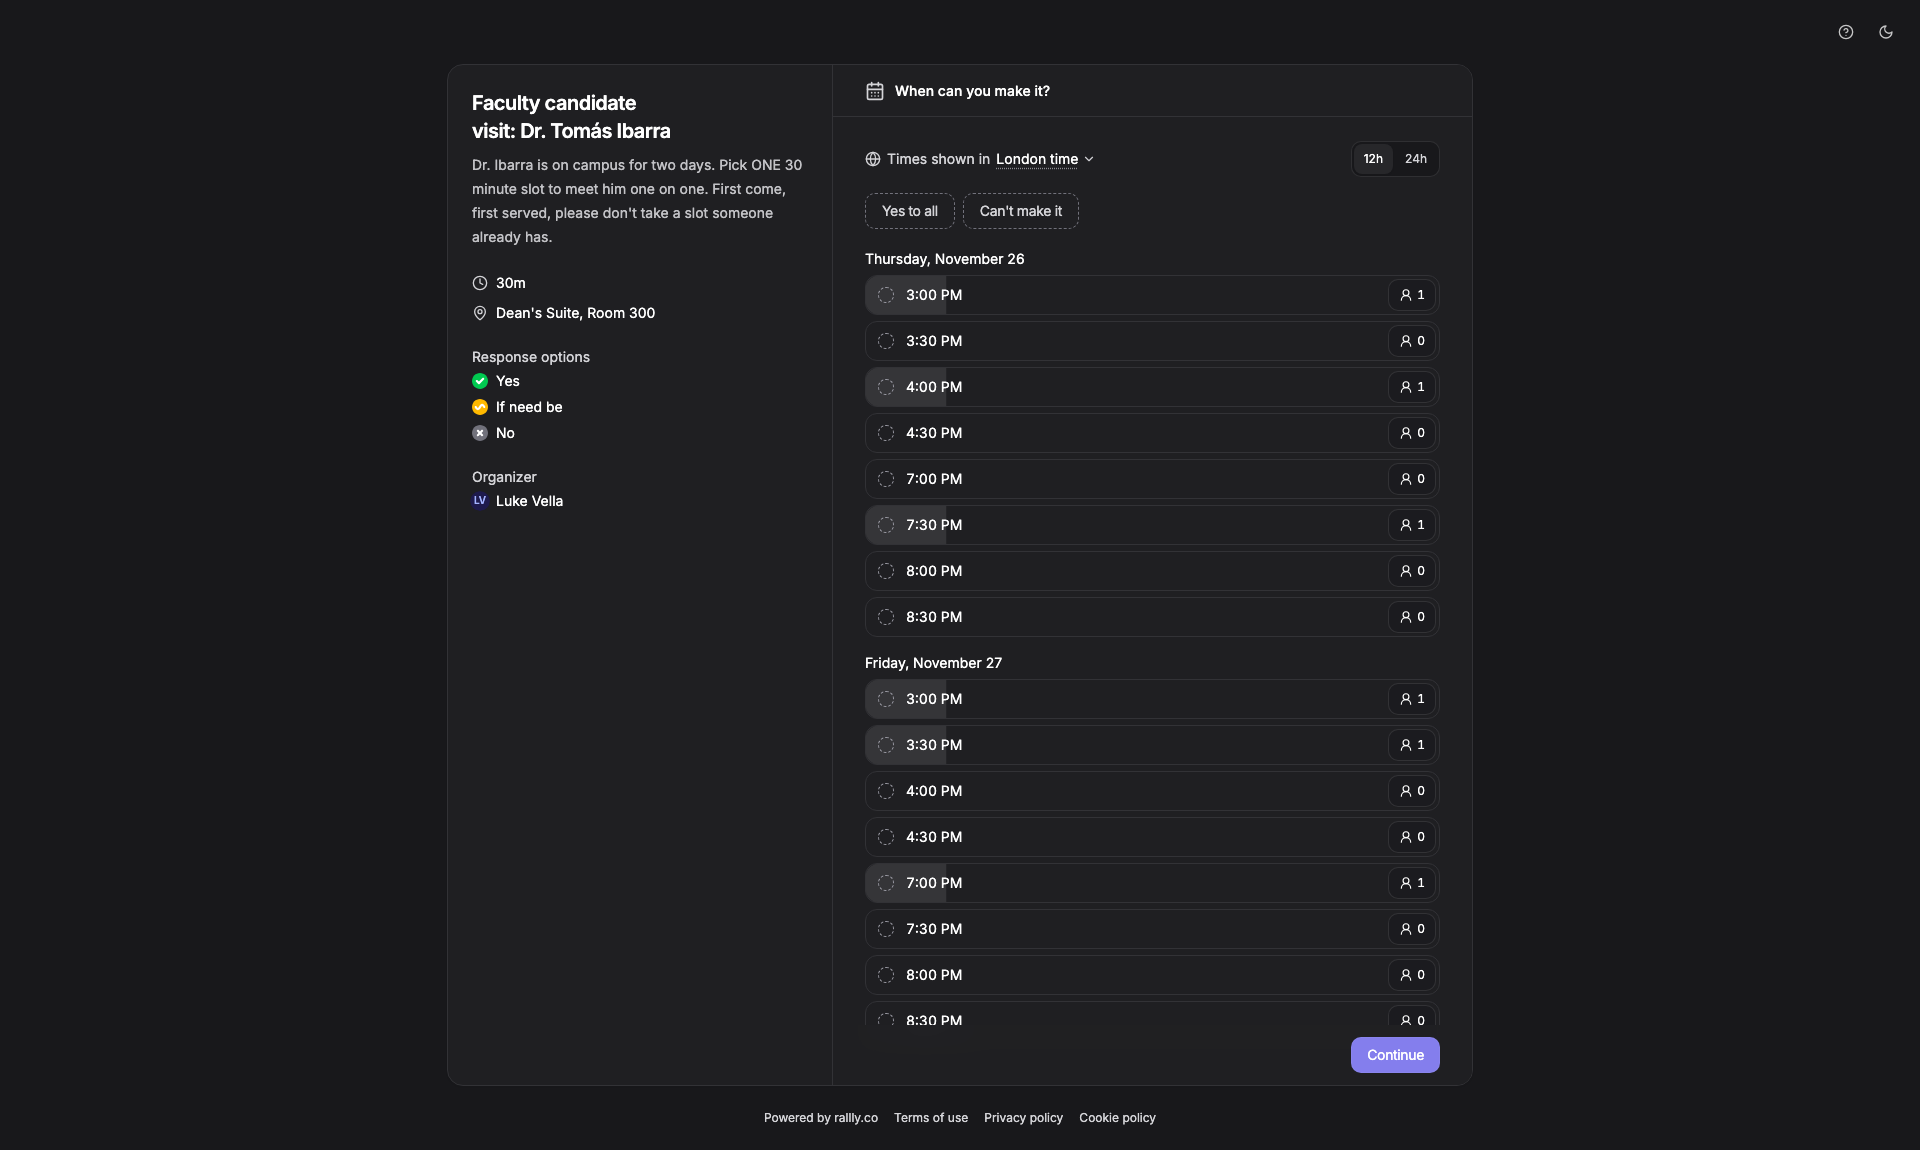 Faculty candidate
visit: Dr. Tomás Ibarra
Dr. Ibarra is on campus for two days. Pick ONE 30
minute slot to meet him one on one. First come,
first served, please don't take a slot someone
already has.
30m
Dean's Suite, Room 300
Response options
Yes
If need be
No
Organizer
LV Luke Vella
When can you make it?
Times shown in London time
12h 24h
Yes to all Can't make it
Thursday, November 26
3:00 PM 1
3:30 PM 0
4:00 PM 1
4:30 PM 0
7:00 PM 0
7:30 PM 1
8:00 PM 0
8:30 PM 0
Friday, November 27
3:00 PM 1
3:30 PM 1
4:00 PM 0
4:30 PM 0
7:00 PM 1
7:30 PM 0
8:00 PM 0
8:30 PM 0
Continue
Powered by rallly.co Terms of use Privacy policy Cookie policy